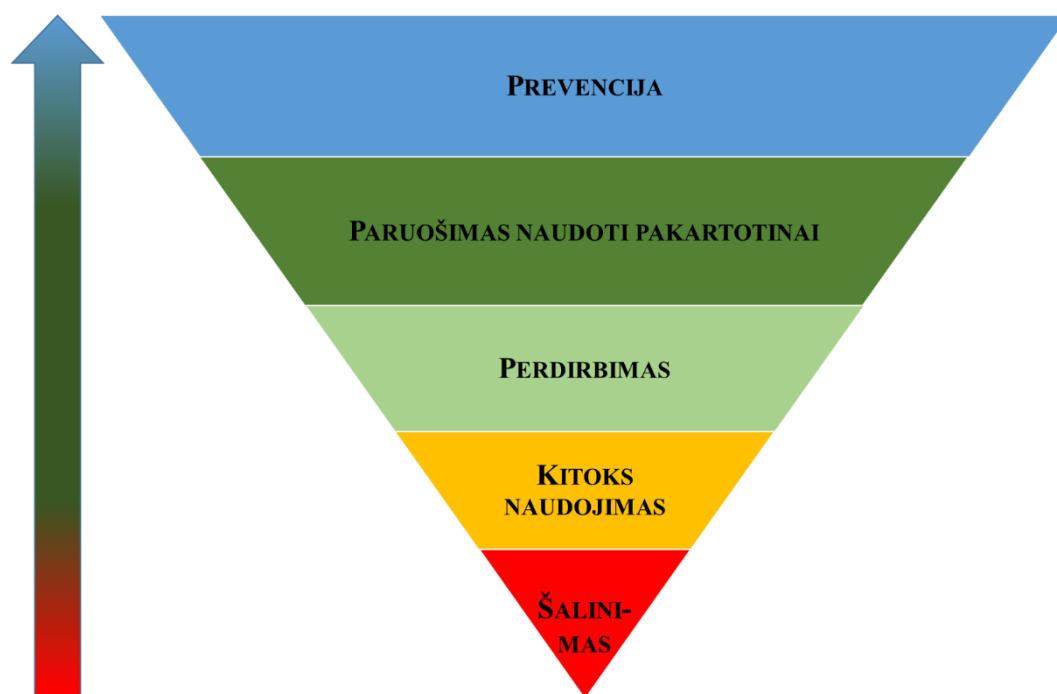 PREVENCIJA
PARUOŠIMAS NAUDOTI PAKARTOTINAI
PERDIRBIMAS
KITOKS
NAUDOJIMAS
ŠALINI-
MAS